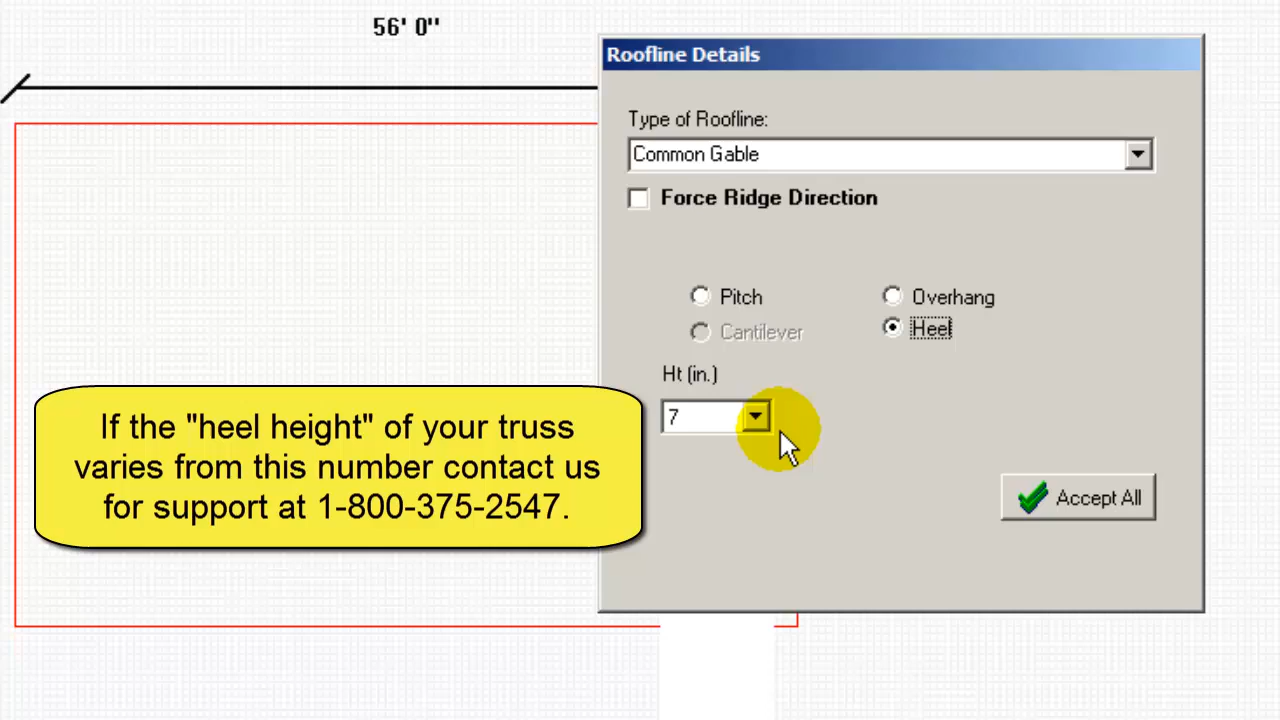 56' 0"
Roofline Details
Type of Roofline:
Common Gable
Force Ridge Direction
Pitch
Overhang
Cantilever
Heel
Ht (in.)
7
If the "heel height" of your truss
varies from this number contact us
for support at 1-800-375-2547.
Accept All